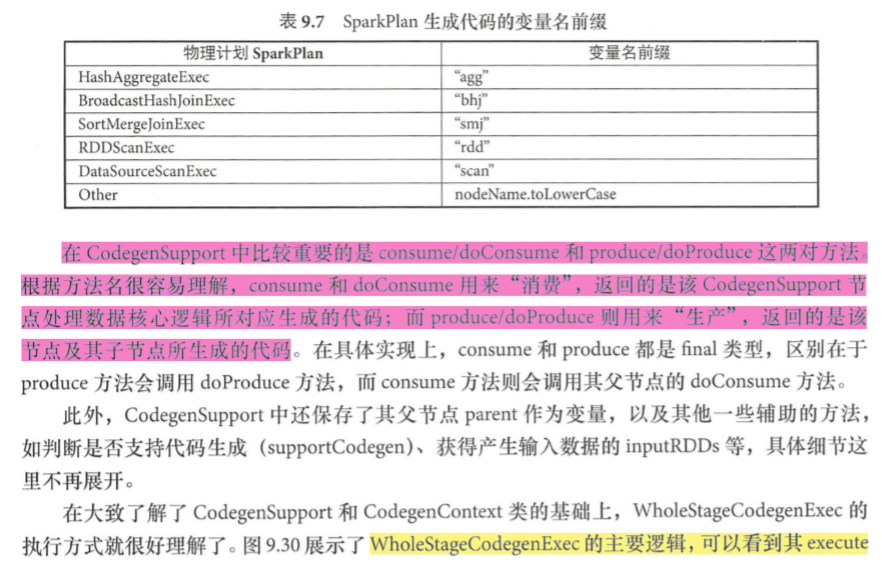 表 9.7 SparkPlan 生成代码的变量名前缀
物理计划 SparkPlan 变量名前缀
HashAggregateExec “agg”
BroadcastHashJoinExec “bhj”
SortMergeJoinExec “smj”
RDDScanExec “rdd”
DataSourceScanExec “scan”
Other nodeName.toLowerCase
在 CodegenSupport 中比较重要的是 consume/doConsume 和 produce/doProduce 这两对方法。
根据方法名很容易理解，consume 和 doConsume 用来“消费”，返回的是该 CodegenSupport 节
点处理数据核心逻辑所对应生成的代码；而 produce/doProduce 则用来“生产”，返回的是该
节点及其子节点所生成的代码。在具体实现上，consume 和 produce 都是 final 类型，区别在于
produce 方法会调用 doProduce 方法，而 consume 方法则会调用其父节点的 doConsume 方法。
此外，CodegenSupport 中还保存了其父节点 parent 作为变量，以及其他一些辅助的方法，
如判断是否支持代码生成（supportCodegen）、获得产生输入数据的 inputRDDs 等，具体细节这
里不再展开。
在大致了解了 CodegenSupport 和 CodegenContext 类的基础上，WholeStageCodegenExec 的
执行方式就很好理解了。图 9.30 展示了 WholeStageCodegenExec 的主要逻辑，可以看到其 execute